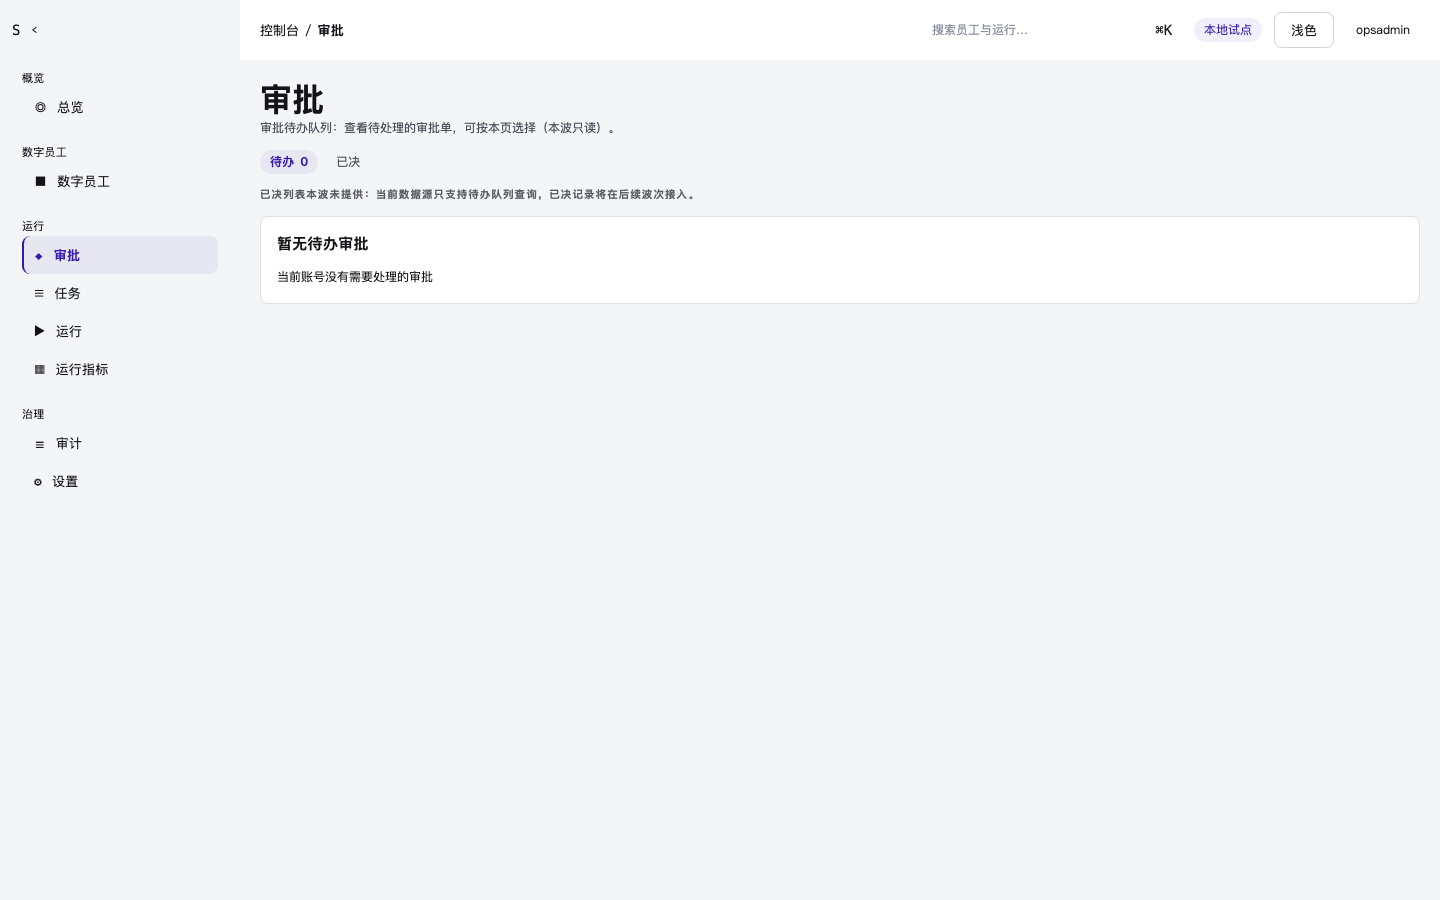 S <
控制台 / 审批
搜索员工与运行...
⌘K
本地试点
浅色
opsadmin
概览
总览
数字员工
数字员工
运行
审批
任务
运行
运行指标
治理
审计
设置
审批
审批待办队列：查看待处理的审批单，可按本页选择（本波只读）。
待办 0
已决
已决列表本波未提供：当前数据源只支持待办队列查询，已决记录将在后续波次接入。
暂无待办审批
当前账号没有需要处理的审批